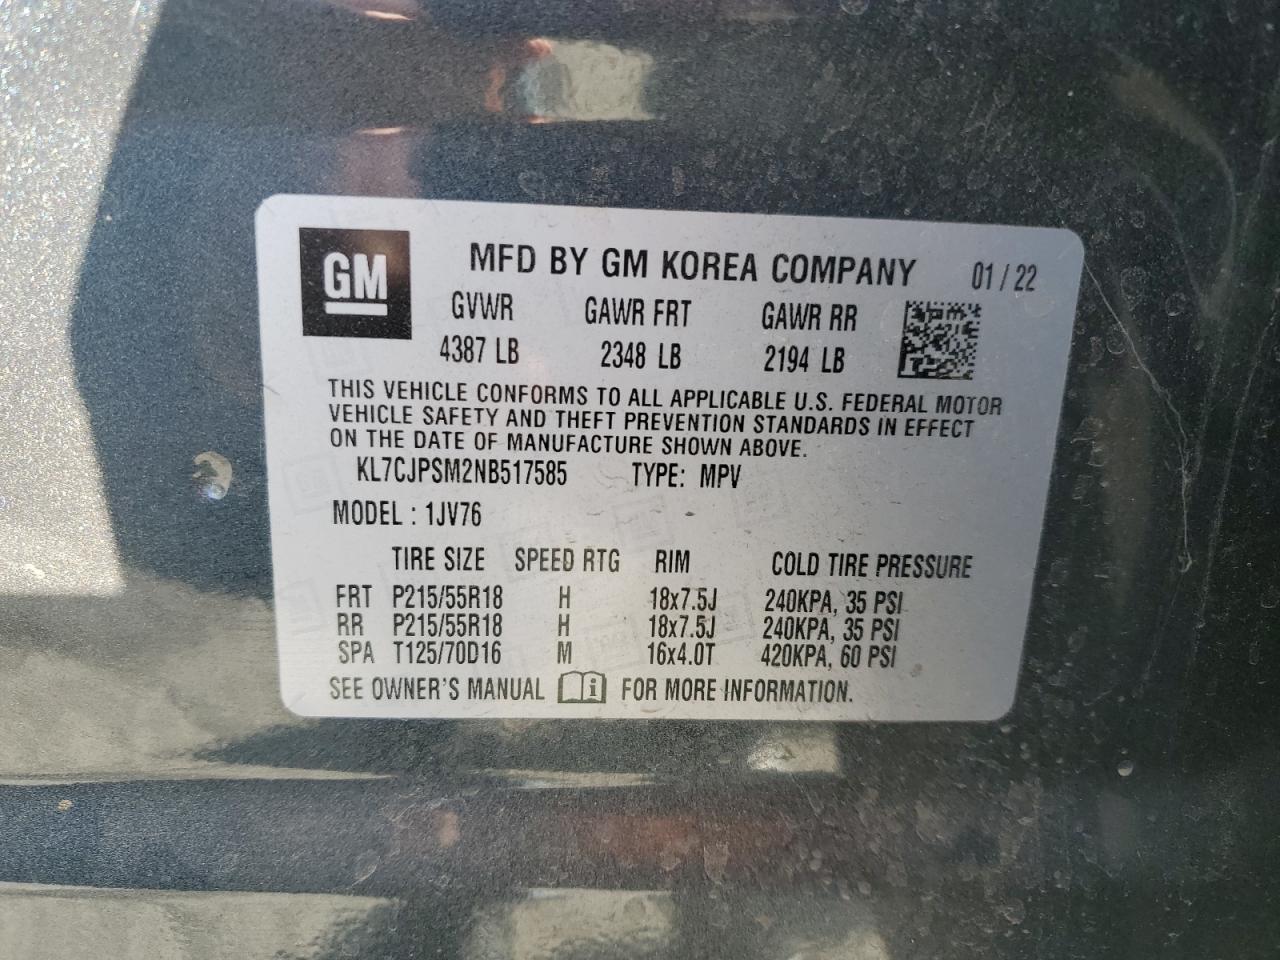 GM
MFD BY GM KOREA COMPANY 01 / 22
GVWR GAWR FRT GAWR RR
4387 LB 2348 LB 2194 LB
THIS VEHICLE CONFORMS TO ALL APPLICABLE U.S. FEDERAL MOTOR
VEHICLE SAFETY AND THEFT PREVENTION STANDARDS IN EFFECT
ON THE DATE OF MANUFACTURE SHOWN ABOVE.
KL7CJPSM2NB517585 TYPE: MPV
MODEL : 1JV76
TIRE SIZE SPEED RTG RIM COLD TIRE PRESSURE
FRT P215/55R18 H 18x7.5J 240KPA, 35 PSI
RR P215/55R18 H 18x7.5J 240KPA, 35 PSI
SPA T125/70D16 M 16x4.0T 420KPA, 60 PSI
SEE OWNER'S MANUAL i FOR MORE INFORMATION.